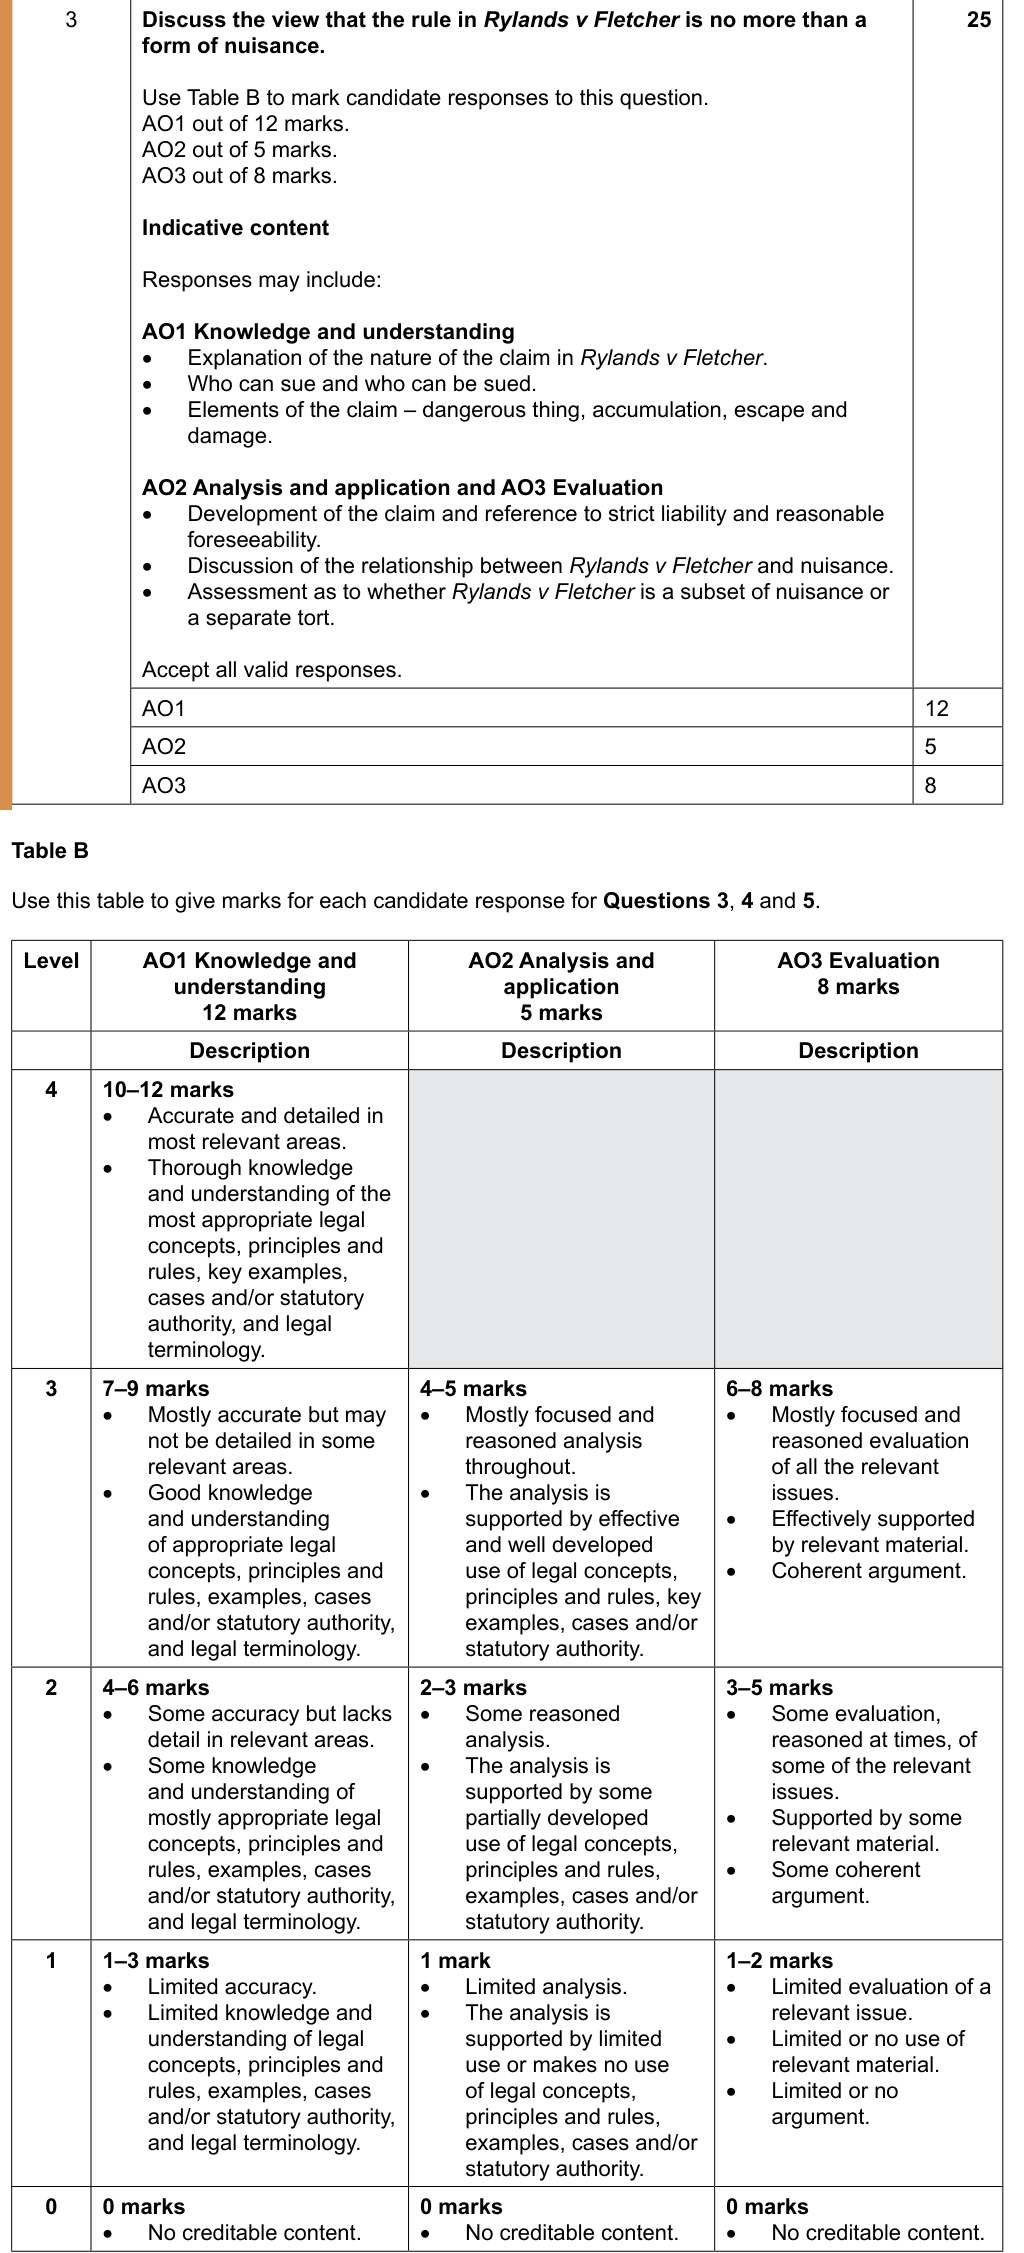 3
Discuss the view that the rule in Rylands v Fletcher is no more than a
form of nuisance.
25
Use Table B to mark candidate responses to this question.
AO1 out of 12 marks.
AO2 out of 5 marks.
AO3 out of 8 marks.
Indicative content
Responses may include:
AO1 Knowledge and understanding
• Explanation of the nature of the claim in Rylands v Fletcher.
• Who can sue and who can be sued.
• Elements of the claim – dangerous thing, accumulation, escape and
damage.
AO2 Analysis and application and AO3 Evaluation
• Development of the claim and reference to strict liability and reasonable
foreseeability.
• Discussion of the relationship between Rylands v Fletcher and nuisance.
• Assessment as to whether Rylands v Fletcher is a subset of nuisance or
a separate tort.
Accept all valid responses.
AO1 12
AO2 5
AO3 8
Table B
Use this table to give marks for each candidate response for Questions 3, 4 and 5.
Level
AO1 Knowledge and
understanding
12 marks
AO2 Analysis and
application
5 marks
AO3 Evaluation
8 marks
Description
Description
Description
4
10–12 marks
• Accurate and detailed in
most relevant areas.
• Thorough knowledge
and understanding of the
most appropriate legal
concepts, principles and
rules, key examples,
cases and/or statutory
authority, and legal
terminology.
3
7–9 marks
• Mostly accurate but may
not be detailed in some
relevant areas.
• Good knowledge
and understanding
of appropriate legal
concepts, principles and
rules, examples, cases
and/or statutory authority,
and legal terminology.
4–5 marks
• Mostly focused and
reasoned analysis
throughout.
• The analysis is
supported by effective
and well developed
use of legal concepts,
principles and rules, key
examples, cases and/or
statutory authority.
6–8 marks
• Mostly focused and
reasoned evaluation
of all the relevant
issues.
• Effectively supported
by relevant material.
• Coherent argument.
2
4–6 marks
• Some accuracy but lacks
detail in relevant areas.
• Some knowledge
and understanding of
mostly appropriate legal
concepts, principles and
rules, examples, cases
and/or statutory authority,
and legal terminology.
2–3 marks
• Some reasoned
analysis.
• The analysis is
supported by some
partially developed
use of legal concepts,
principles and rules,
examples, cases and/or
statutory authority.
3–5 marks
• Some evaluation,
reasoned at times, of
some of the relevant
issues.
• Supported by some
relevant material.
• Some coherent
argument.
1
1–3 marks
• Limited accuracy.
• Limited knowledge and
understanding of legal
concepts, principles and
rules, examples, cases
and/or statutory authority,
and legal terminology.
1 mark
• Limited analysis.
• The analysis is
supported by limited
use or makes no use
of legal concepts,
principles and rules,
examples, cases and/or
statutory authority.
1–2 marks
• Limited evaluation of a
relevant issue.
• Limited or no use of
relevant material.
• Limited or no
argument.
0
0 marks
• No creditable content.
0 marks
• No creditable content.
0 marks
• No creditable content.